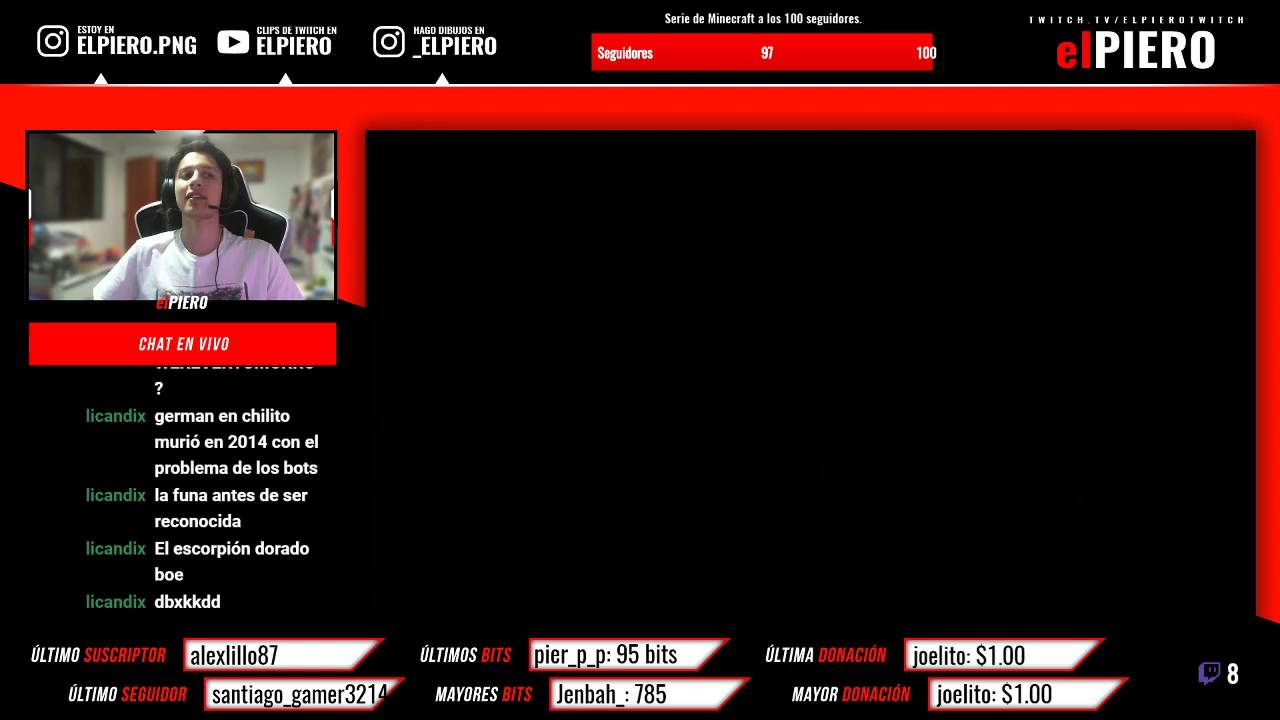 ESTOY EN
ELPIERO.PNG
CLIPS DE TWITCH EN
ELPIERO
HAGO DIBUJOS EN
_ELPIERO
Serie de Minecraft a los 100 seguidores.
Seguidores 97 100
TWITCH.TV/ELPIEROTWITCH
elPIERO
elPIERO
CHAT EN VIVO
?
licandix german en chilito
murió en 2014 con el
problema de los bots
licandix la funa antes de ser
reconocida
licandix El escorpión dorado
boe
licandix dbxkkdd
ÚLTIMO SUSCRIPTOR alexlillo87
ÚLTIMOS BITS pier_p_p: 95 bits
ÚLTIMA DONACIÓN joelito: $1.00
8
ÚLTIMO SEGUIDOR santiago_gamer3214
MAYORES BITS Jenbah_: 785
MAYOR DONACIÓN joelito: $1.00